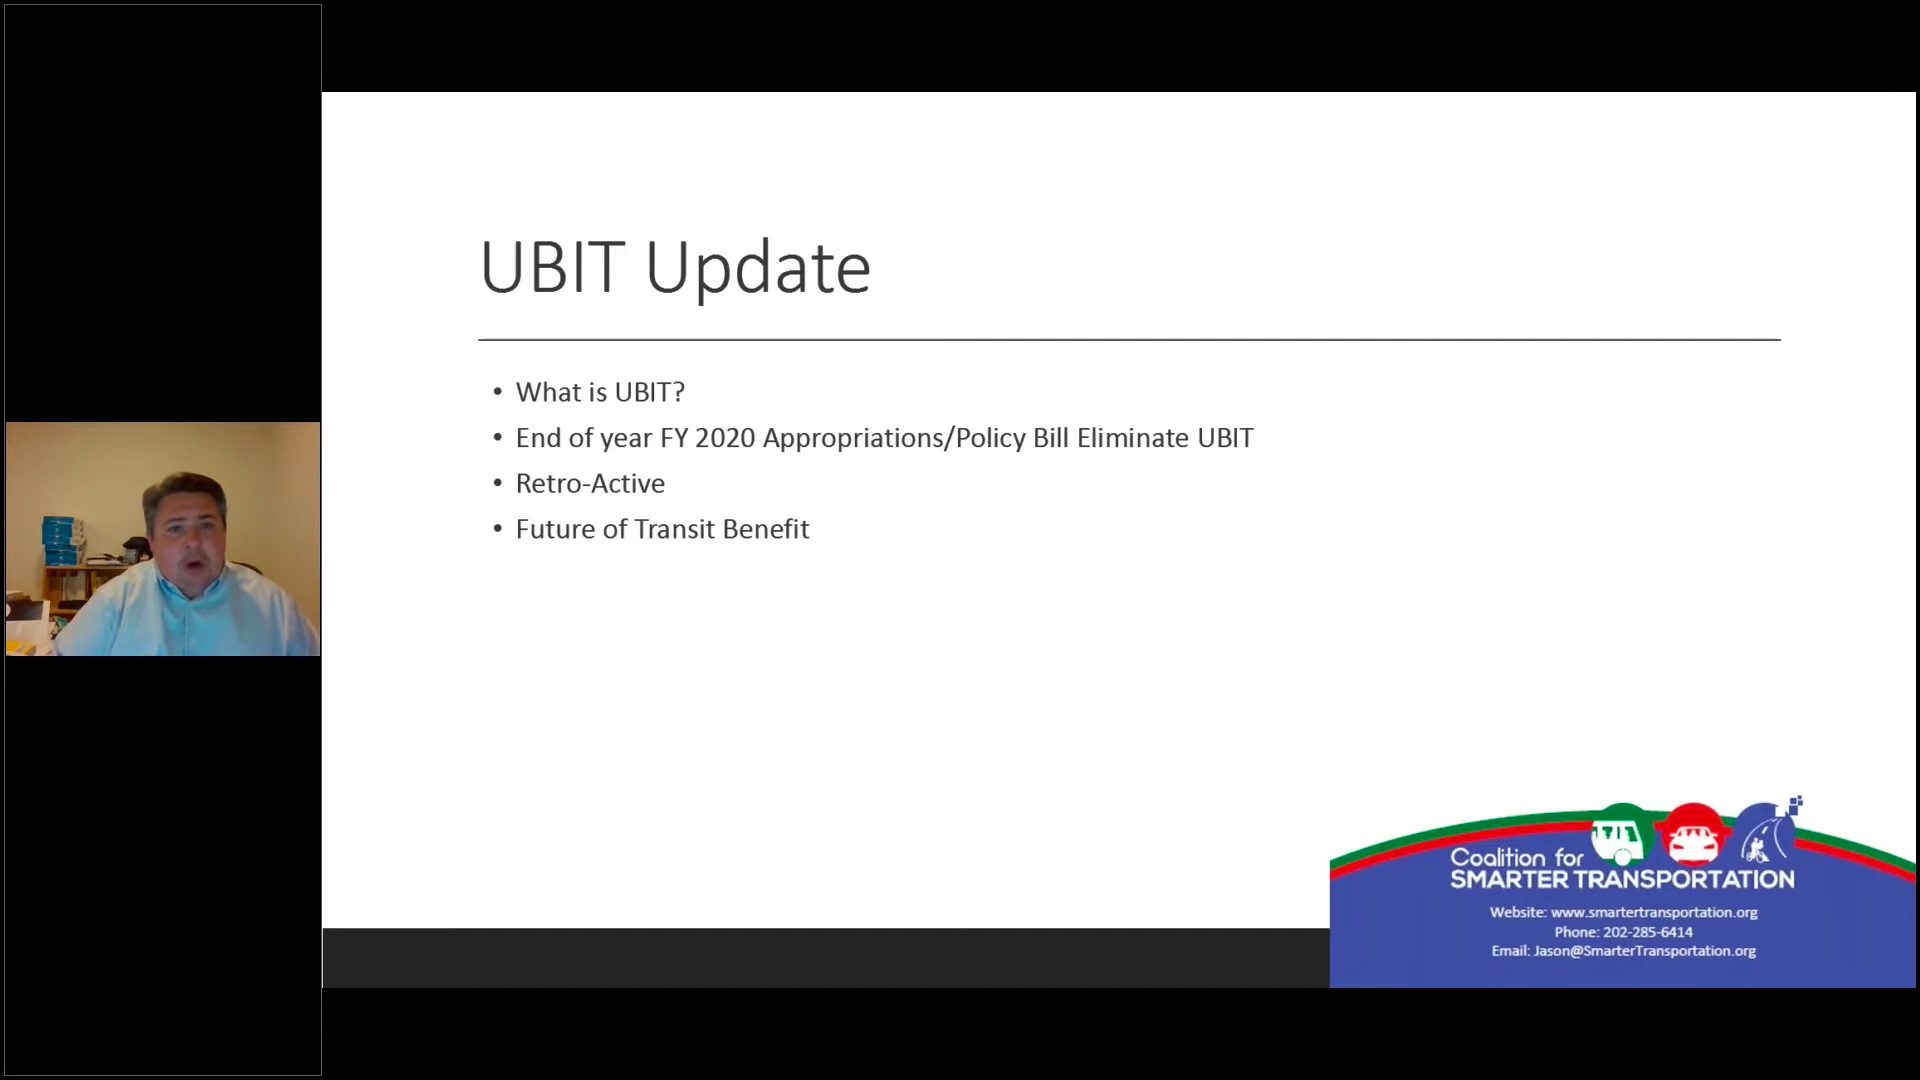 UBIT Update
• What is UBIT?
• End of year FY 2020 Appropriations/Policy Bill Eliminate UBIT
• Retro-Active
• Future of Transit Benefit
Coalition for
SMARTER TRANSPORTATION
Website: www.smartertransportation.org
Phone: 202-285-6414
Email: Jason@SmarterTransportation.org